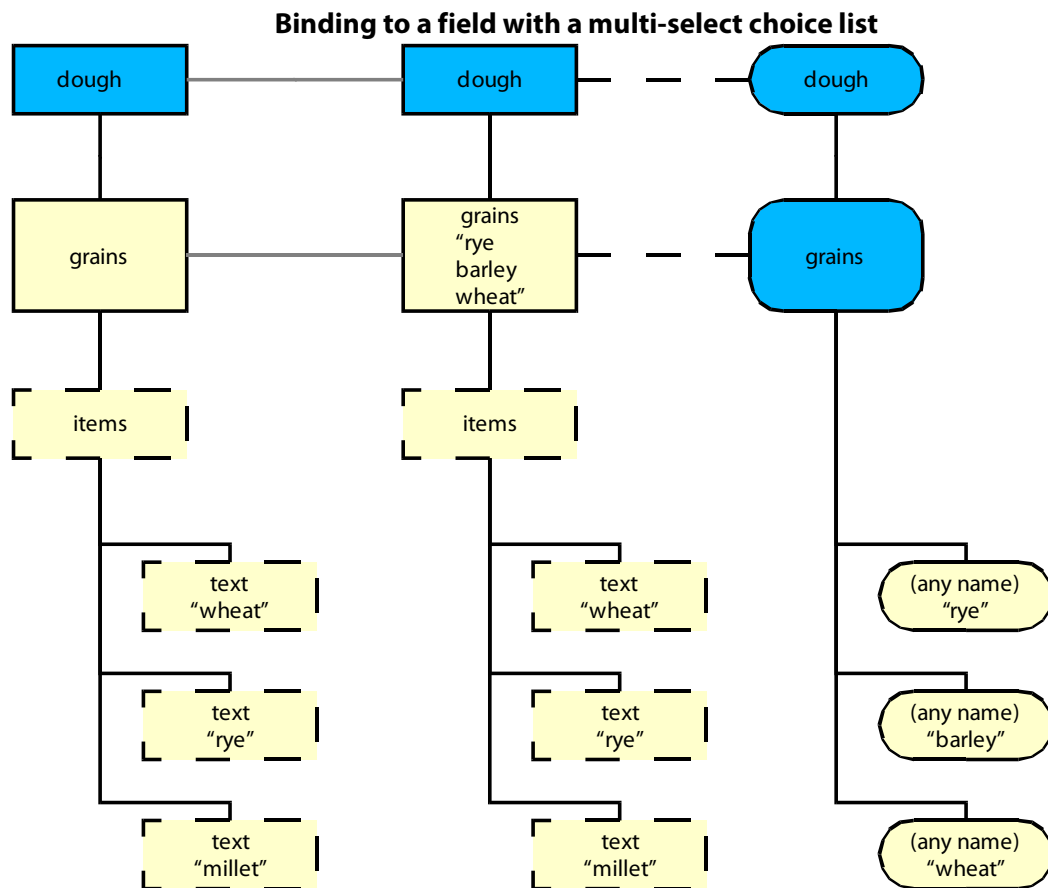 Binding to a field with a multi-select choice list
dough
dough
dough
grains
grains
“rye
barley
wheat”
grains
items
items
text
“wheat”
text
“wheat”
(any name)
“rye”
text
“rye”
text
“rye”
(any name)
“barley”
text
“millet”
text
“millet”
(any name)
“wheat”